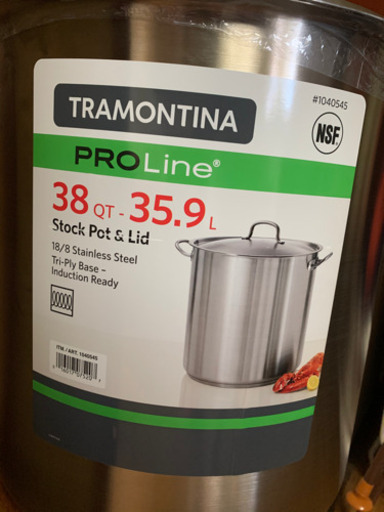 #1040545
TRAMONTINA
NSF
PROLine®
38 QT - 35.9 L
Stock Pot & Lid
18/8 Stainless Steel
Tri-Ply Base –
Induction Ready
ITM. / ART. 1040545